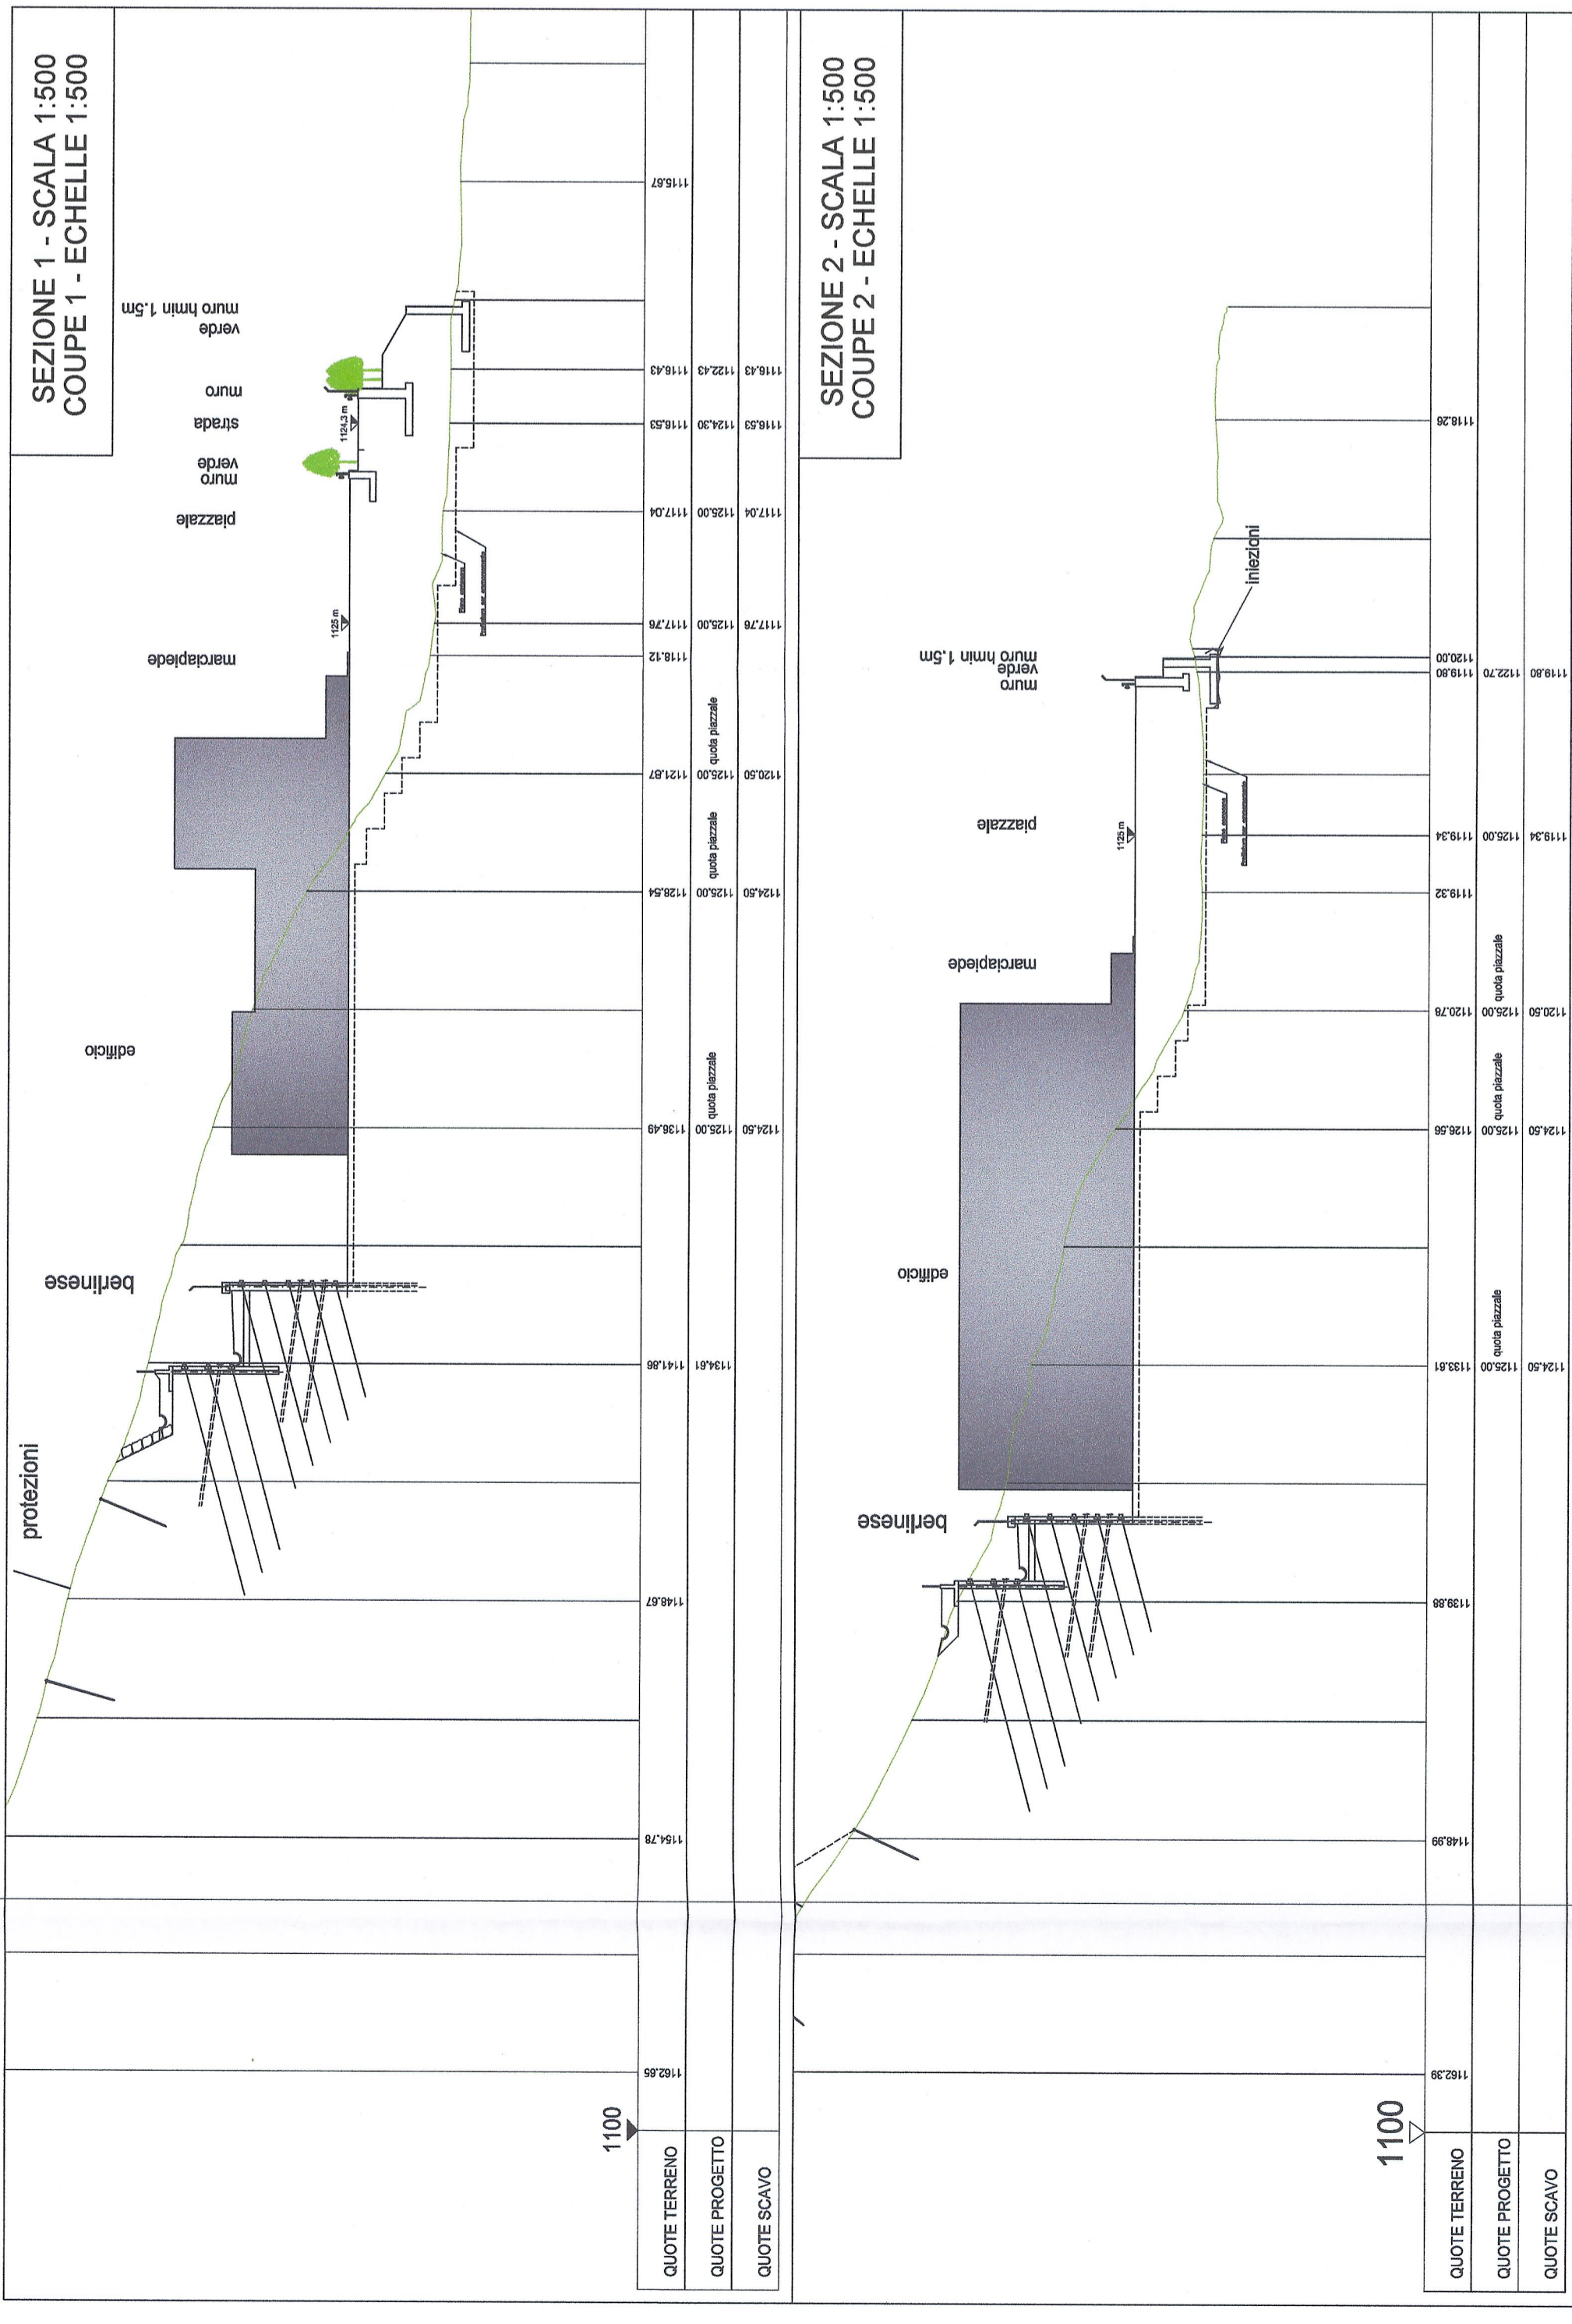 SEZIONE 1 - SCALA 1:500
COUPE 1 - ECHELLE 1:500
protezioni
berlinese
edificio
marciapiede
piazzale
muro
verde
strada
muro
verde
muro hmin 1.5m
1125 m
1124,3 m
1100
QUOTE TERRENO
1162.65
1154.78
1148.67
1141.86
1136.49
1128.54
1121.87
1118.12
1117.76
1117.04
1116.53
1116.43
1115.67
QUOTE PROGETTO
1134.61
1125.00 quota piazzale
1125.00 quota piazzale
1125.00 quota piazzale
1125.00
1125.00
1124.30
1122.43
QUOTE SCAVO
1124.50
1124.50
1120.50
1117.76
1117.04
1116.53
1116.43
SEZIONE 2 - SCALA 1:500
COUPE 2 - ECHELLE 1:500
berlinese
edificio
marciapiede
piazzale
muro
verde
muro hmin 1.5m
1125 m
iniezioni
1100
QUOTE TERRENO
1162.39
1148.99
1139.88
1133.61
1126.56
1120.78
1119.32
1119.34
1119.80
1120.00
1118.26
QUOTE PROGETTO
1125.00 quota piazzale
1125.00 quota piazzale
1125.00 quota piazzale
1125.00
1122.70
QUOTE SCAVO
1124.50
1124.50
1120.50
1119.34
1119.80